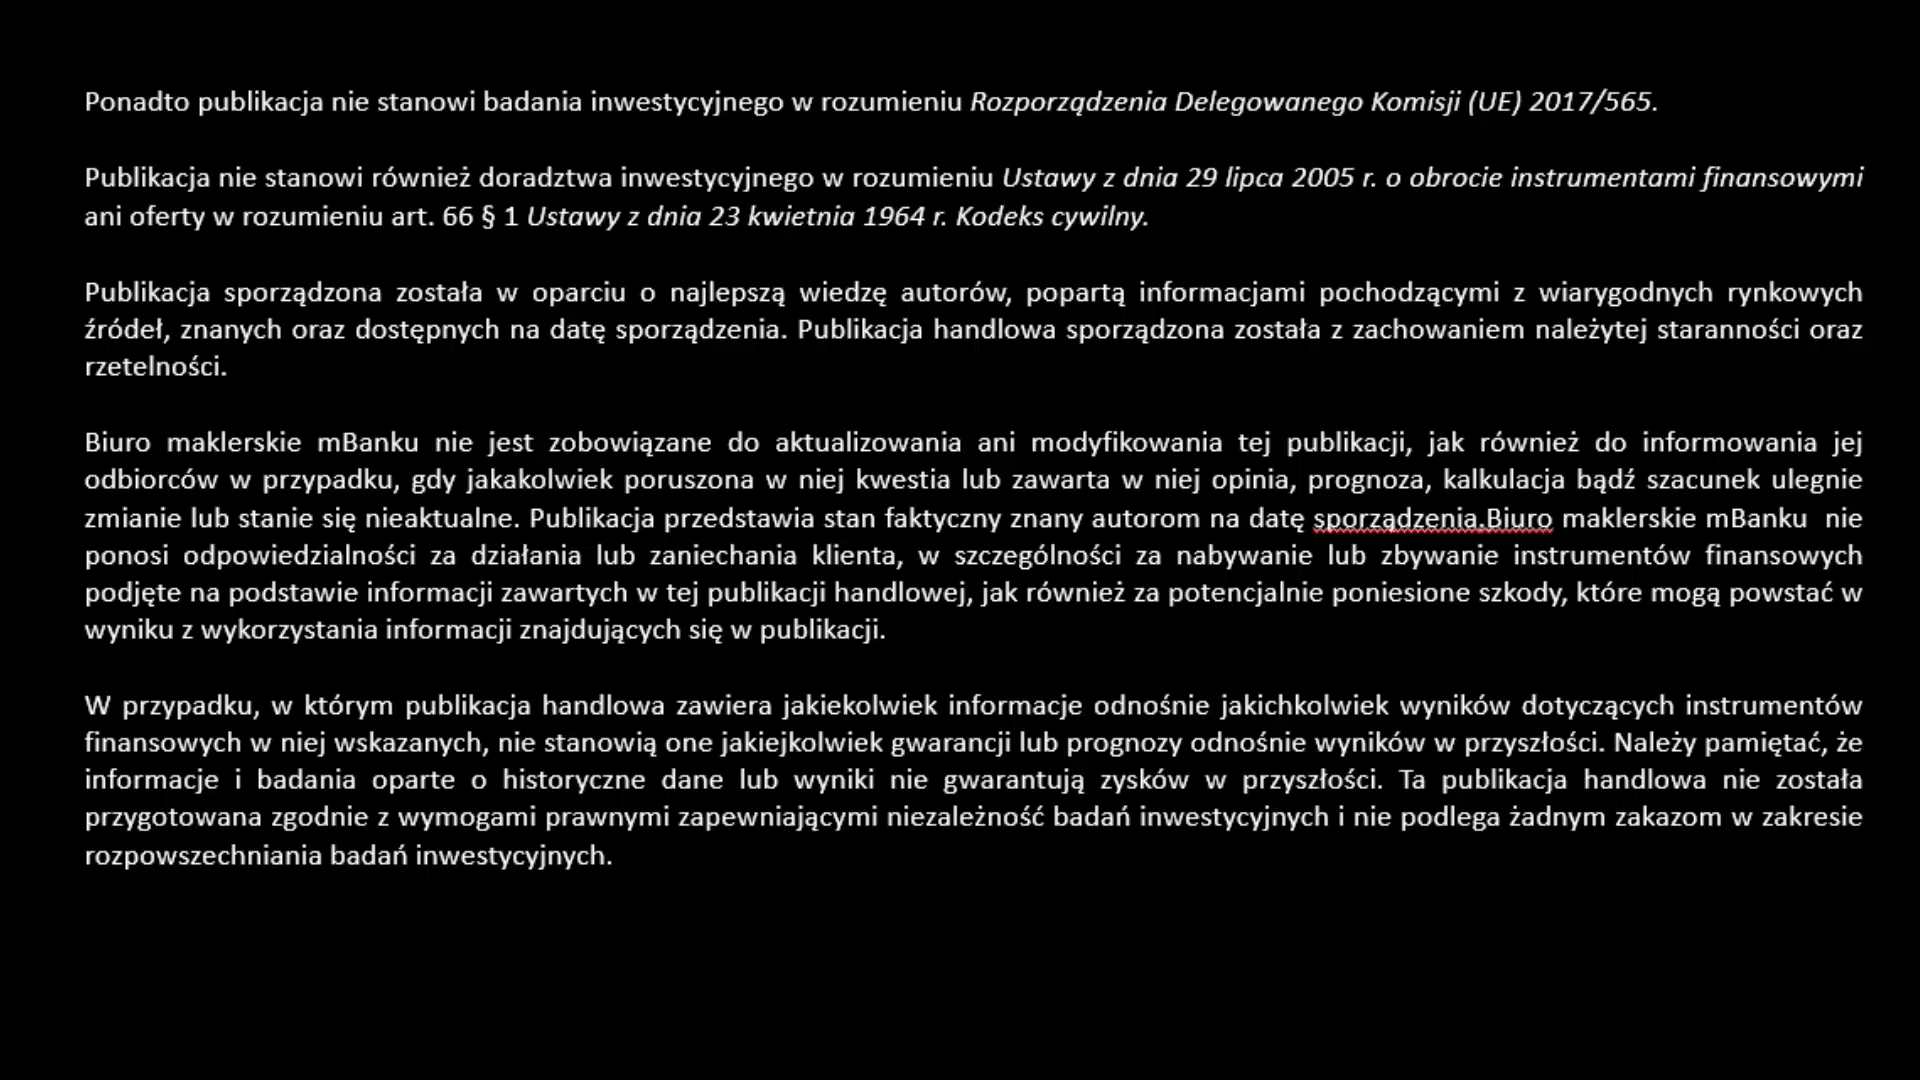 Ponadto publikacja nie stanowi badania inwestycyjnego w rozumieniu Rozporządzenia Delegowanego Komisji (UE) 2017/565.
Publikacja nie stanowi również doradztwa inwestycyjnego w rozumieniu Ustawy z dnia 29 lipca 2005 r. o obrocie instrumentami finansowymi
ani oferty w rozumieniu art. 66 § 1 Ustawy z dnia 23 kwietnia 1964 r. Kodeks cywilny.
Publikacja sporządzona została w oparciu o najlepszą wiedzę autorów, popartą informacjami pochodzącymi z wiarygodnych rynkowych
źródeł, znanych oraz dostępnych na datę sporządzenia. Publikacja handlowa sporządzona została z zachowaniem należytej staranności oraz
rzetelności.
Biuro maklerskie mBanku nie jest zobowiązane do aktualizowania ani modyfikowania tej publikacji, jak również do informowania jej
odbiorców w przypadku, gdy jakakolwiek poruszona w niej kwestia lub zawarta w niej opinia, prognoza, kalkulacja bądź szacunek ulegnie
zmianie lub stanie się nieaktualne. Publikacja przedstawia stan faktyczny znany autorom na datę sporządzenia.Biuro maklerskie mBanku nie
ponosi odpowiedzialności za działania lub zaniechania klienta, w szczególności za nabywanie lub zbywanie instrumentów finansowych
podjęte na podstawie informacji zawartych w tej publikacji handlowej, jak również za potencjalnie poniesione szkody, które mogą powstać w
wyniku z wykorzystania informacji znajdujących się w publikacji.
W przypadku, w którym publikacja handlowa zawiera jakiekolwiek informacje odnośnie jakichkolwiek wyników dotyczących instrumentów
finansowych w niej wskazanych, nie stanowią one jakiejkolwiek gwarancji lub prognozy odnośnie wyników w przyszłości. Należy pamiętać, że
informacje i badania oparte o historyczne dane lub wyniki nie gwarantują zysków w przyszłości. Ta publikacja handlowa nie została
przygotowana zgodnie z wymogami prawnymi zapewniającymi niezależność badań inwestycyjnych i nie podlega żadnym zakazom w zakresie
rozpowszechniania badań inwestycyjnych.